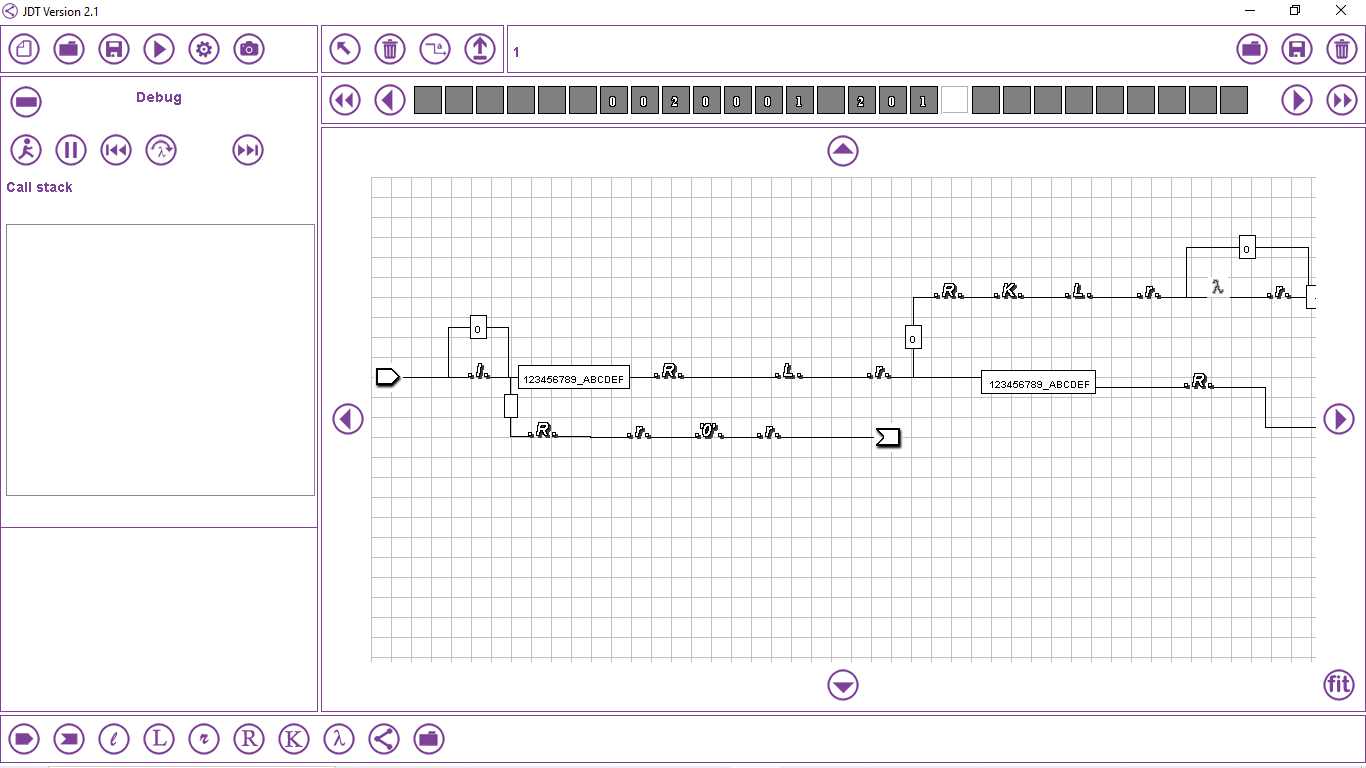 JDT Version 2.1
a
1
Debug
0 0 2 0 0 0 1 2 0 1
λ
Call stack
0
.R. .K. .L. .r. λ .r.
0
0
.l. 123456789_ABCDEF .R. .L. .r. 123456789_ABCDEF .R.
.R. .r. .'0'. .r.
fit
l L r R K λ